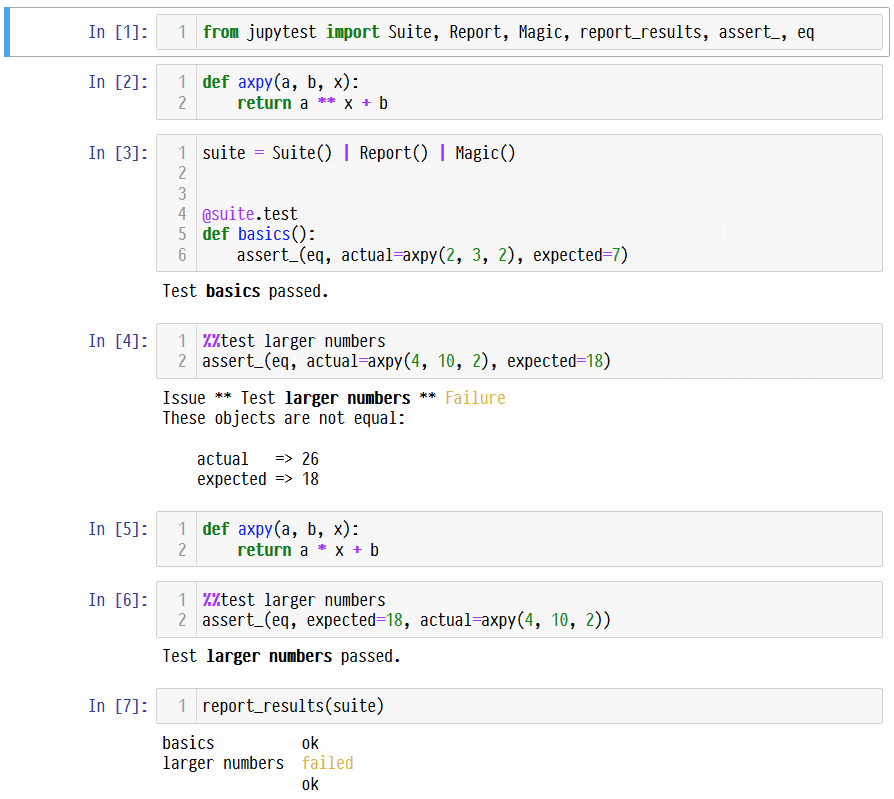 In [1]: 1 from jupytest import Suite, Report, Magic, report_results, assert_, eq
In [2]: 1 def axpy(a, b, x):
2     return a ** x + b
In [3]: 1 suite = Suite() | Report() | Magic()
2
3
4 @suite.test
5 def basics():
6     assert_(eq, actual=axpy(2, 3, 2), expected=7)
Test basics passed.
In [4]: 1 %%test larger numbers
2 assert_(eq, actual=axpy(4, 10, 2), expected=18)
Issue ** Test larger numbers ** Failure
These objects are not equal:
    actual   => 26
    expected => 18
In [5]: 1 def axpy(a, b, x):
2     return a * x + b
In [6]: 1 %%test larger numbers
2 assert_(eq, expected=18, actual=axpy(4, 10, 2))
Test larger numbers passed.
In [7]: 1 report_results(suite)
basics          ok
larger numbers  failed
                ok